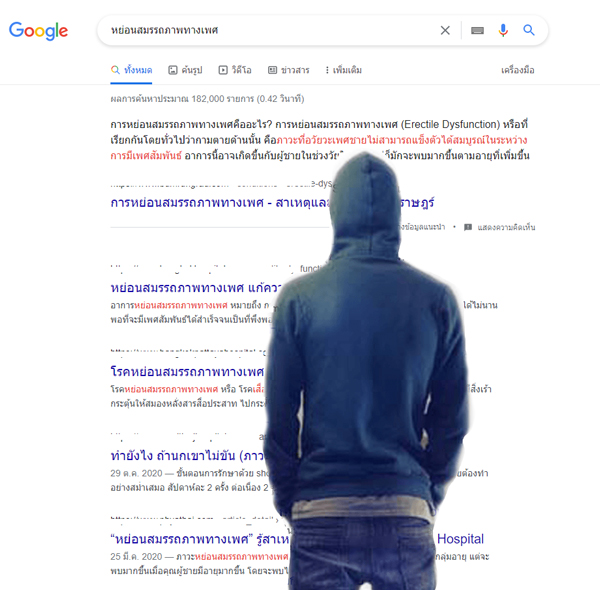 Google
หย่อนสมรรถภาพทางเพศ
ทั้งหมด ค้นรูป วิดีโอ ข่าวสาร เพิ่มเติม เครื่องมือ
ผลการค้นหาประมาณ 182,000 รายการ (0.42 วินาที)
การหย่อนสมรรถภาพทางเพศคืออะไร? การหย่อนสมรรถภาพทางเพศ (Erectile Dysfunction) หรือที่
เรียกกันโดยทั่วไปว่ากามตายด้านนั้น คือภาวะที่อวัยวะเพศชายไม่สามารถแข็งตัวได้สมบูรณ์ในระหว่าง
การมีเพศสัมพันธ์ อาการนี้อาจเกิดขึ้นกับผู้ชายในช่วงวัย ก็มักจะพบมากขึ้นตามอายุที่เพิ่มขึ้น
การหย่อนสมรรถภาพทางเพศ - สาเหตุและ ราษฎร์
ข้อมูลแนะนำ • แสดงความคิดเห็น
หย่อนสมรรถภาพทางเพศ แก้
อาการหย่อนสมรรถภาพทางเพศ หมายถึง ได้ไม่นาน
พอที่จะมีเพศสัมพันธ์ได้สำเร็จจนเป็นที่พึงพอ
โรคหย่อนสมรรถภาพทางเพศ
โรคหย่อนสมรรถภาพทางเพศ หรือ โรคเสื่ สิ่งเร้า
กระตุ้นให้สมองหลั่งสารสื่อประสาท ไป
ทำยังไง ถ้านกเขาไม่ขัน (ภาว
29 ต.ค. 2020 — ขั้นตอนการรักษาด้วย sho ต้องทำ
อย่างสม่ำเสมอ สัปดาห์ละ 2 ครั้ง ต่อเนื่อง 2
“หย่อนสมรรถภาพทางเพศ” รู้สาเห Hospital
25 มี.ค. 2020 — ภาวะหย่อนสมรรถภาพทางเพศ กลุ่มอายุ แต่จะ
พบมากขึ้นเมื่อคุณผู้ชายมีอายุมากขึ้น โดยจะพบ